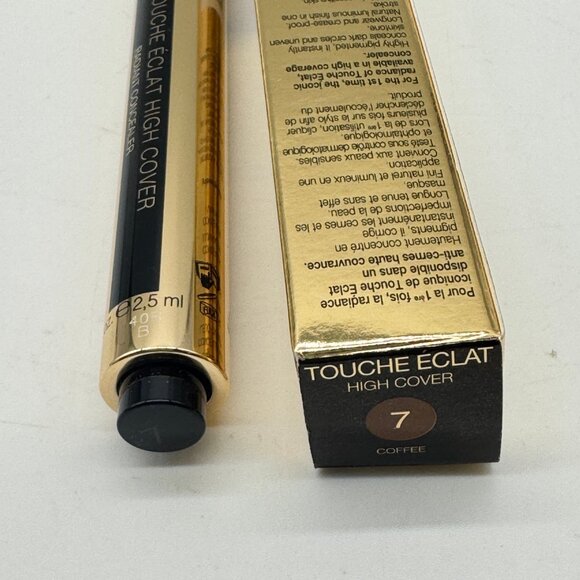 TOUCHE ÉCLAT HIGH COVER
RADIANT CONCEALER
e 2,5 ml
40
B
7
Pour la 1ère fois, la radiance
iconique de Touche Éclat
disponible dans un
anti-cernes haute couvrance.
Hautement concentré en
pigments, il corrige
instantanément les cernes et les
imperfections de la peau.
Longue tenue et sans effet
masque.
Fini naturel et lumineux en une
application.
Convient aux peaux sensibles.
Testé sous contrôle dermatologique
et ophtalmologique.
Lors de la 1ère utilisation, cliquer
plusieurs fois sur le stylo afin de
déclencher l'écoulement du
produit.
For the 1st time, the iconic
radiance of Touche Éclat,
available in a high coverage
concealer.
Highly pigmented, it instantly
conceals dark circles and uneven
skintone.
Longwear and crease-proof.
Natural luminous finish in one
stroke.
TOUCHE ÉCLAT
HIGH COVER
7
COFFEE